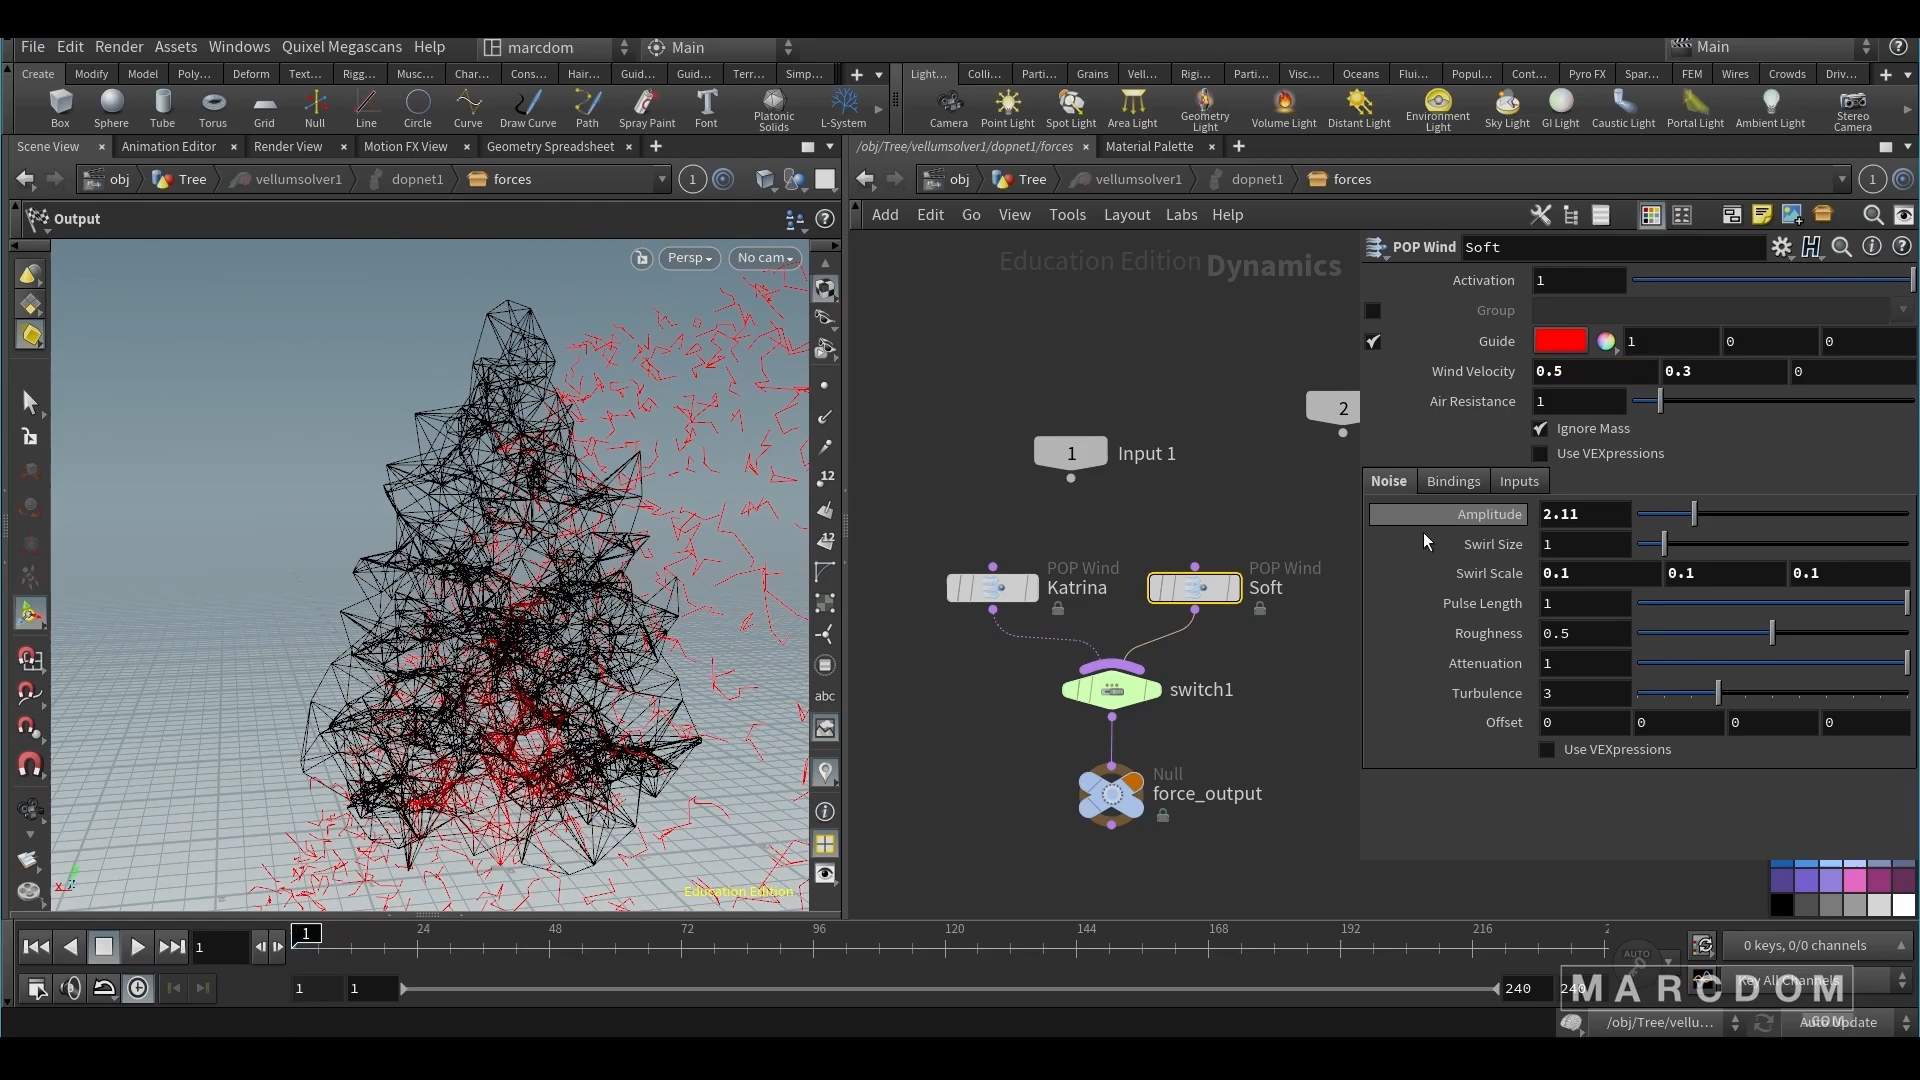 File Edit Render Assets Windows Quixel Megascans Help marcdom Main Main
Create Modify Model Poly... Deform Text... Rigg... Musc... Char... Cons... Hair... Guid... Guid... Terr... Simp... Light... Colli... Parti... Grains Vell... Rigi... Parti... Visc... Oceans Flui... Popul... Cont... Pyro FX Spar... FEM Wires Crowds Driv...
Box Sphere Tube Torus Grid Null Line Circle Curve Draw Curve Path Spray Paint Font Platonic Solids L-System Camera Point Light Spot Light Area Light Geometry Light Volume Light Distant Light Environment Light Sky Light GI Light Caustic Light Portal Light Ambient Light Stereo Camera
Scene View Animation Editor Render View Motion FX View Geometry Spreadsheet /obj/Tree/vellumsolver1/dopnet1/forces Material Palette
obj Tree vellumsolver1 dopnet1 forces 1 obj Tree vellumsolver1 dopnet1 forces 1
Output
Add Edit Go View Tools Layout Labs Help
Persp No cam
Education Edition Dynamics
POP Wind Soft
Activation 1
Group
Guide 1 0 0
Wind Velocity 0.5 0.3 0
Air Resistance 1
Ignore Mass
Use VEXpressions
Noise Bindings Inputs
Amplitude 2.11
Swirl Size 1
Swirl Scale 0.1 0.1 0.1
Pulse Length 1
Roughness 0.5
Attenuation 1
Turbulence 3
Offset 0 0 0 0
Use VEXpressions
2
1 Input 1
POP Wind
Katrina
POP Wind
Soft
switch1
Null
force_output
12
12
abc
Education Edition
1 1 24 48 72 96 120 144 168 192 216 2
AUTO
0 keys, 0/0 channels
1 1 240 240
Key All Channels
MARCDOM
.COM
/obj/Tree/vellu... Auto Update